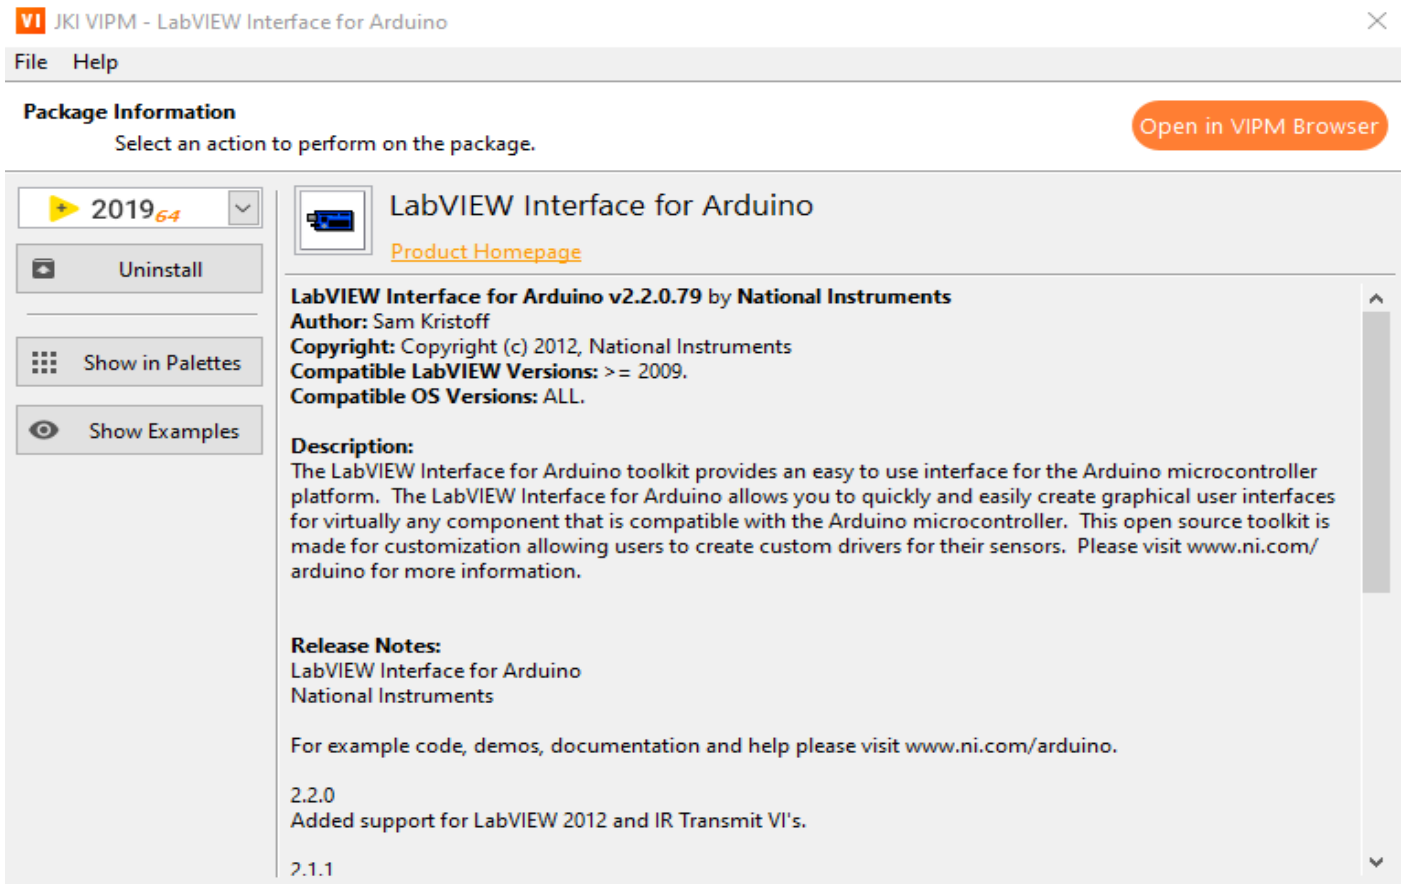 VI JKI VIPM - LabVIEW Interface for Arduino
File Help
Package Information
Select an action to perform on the package.
Open in VIPM Browser
2019 64
Uninstall
Show in Palettes
Show Examples
LabVIEW Interface for Arduino
Product Homepage
LabVIEW Interface for Arduino v2.2.0.79 by National Instruments
Author: Sam Kristoff
Copyright: Copyright (c) 2012, National Instruments
Compatible LabVIEW Versions: >= 2009.
Compatible OS Versions: ALL.
Description:
The LabVIEW Interface for Arduino toolkit provides an easy to use interface for the Arduino microcontroller
platform.  The LabVIEW Interface for Arduino allows you to quickly and easily create graphical user interfaces
for virtually any component that is compatible with the Arduino microcontroller.  This open source toolkit is
made for customization allowing users to create custom drivers for their sensors.  Please visit www.ni.com/
arduino for more information.
Release Notes:
LabVIEW Interface for Arduino
National Instruments
For example code, demos, documentation and help please visit www.ni.com/arduino.
2.2.0
Added support for LabVIEW 2012 and IR Transmit VI's.
2.1.1